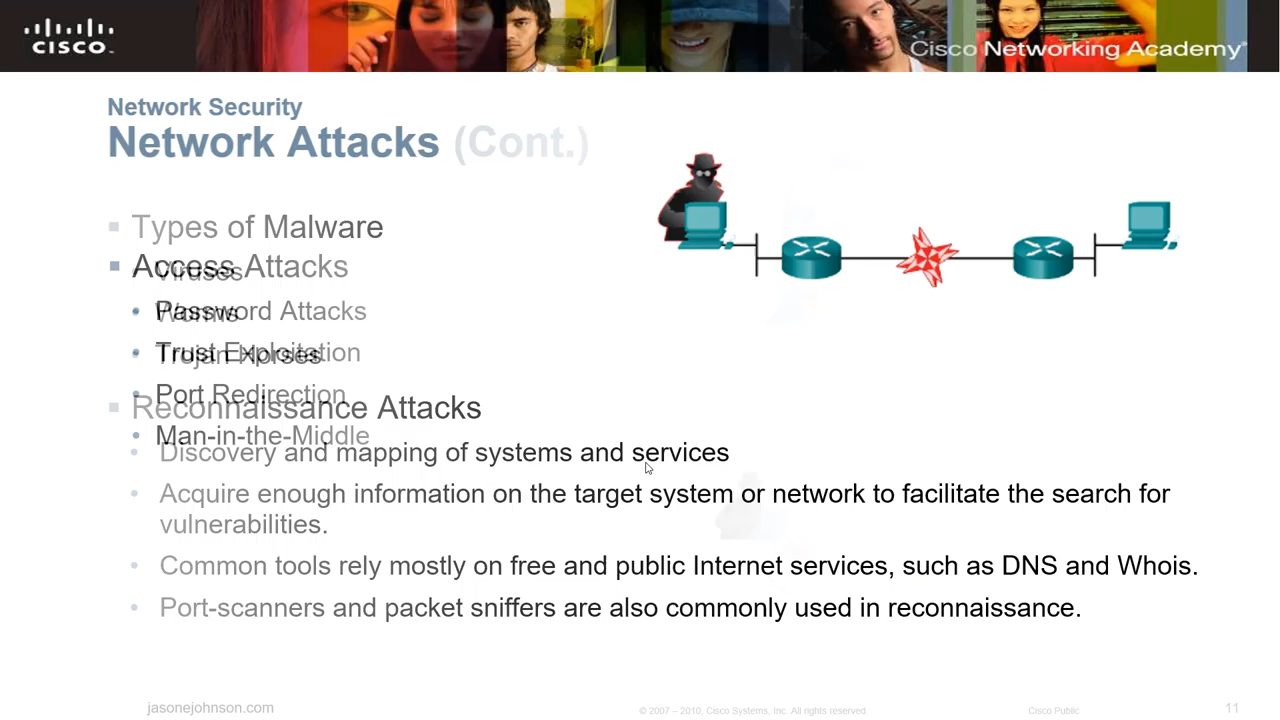 CISCO
Cisco Networking Academy
Network Security
Network Attacks (Cont.)
Types of Malware
Viruses
Access Attacks
Worms
Password Attacks
Trojan Horses
Trust Exploitation
Port Redirection
Reconnaissance Attacks
Man-in-the-Middle
Discovery and mapping of systems and services
Acquire enough information on the target system or network to facilitate the search for
vulnerabilities.
Common tools rely mostly on free and public Internet services, such as DNS and Whois.
Port-scanners and packet sniffers are also commonly used in reconnaissance.
jasonejohnson.com
© 2007 – 2010, Cisco Systems, Inc. All rights reserved.
Cisco Public
11